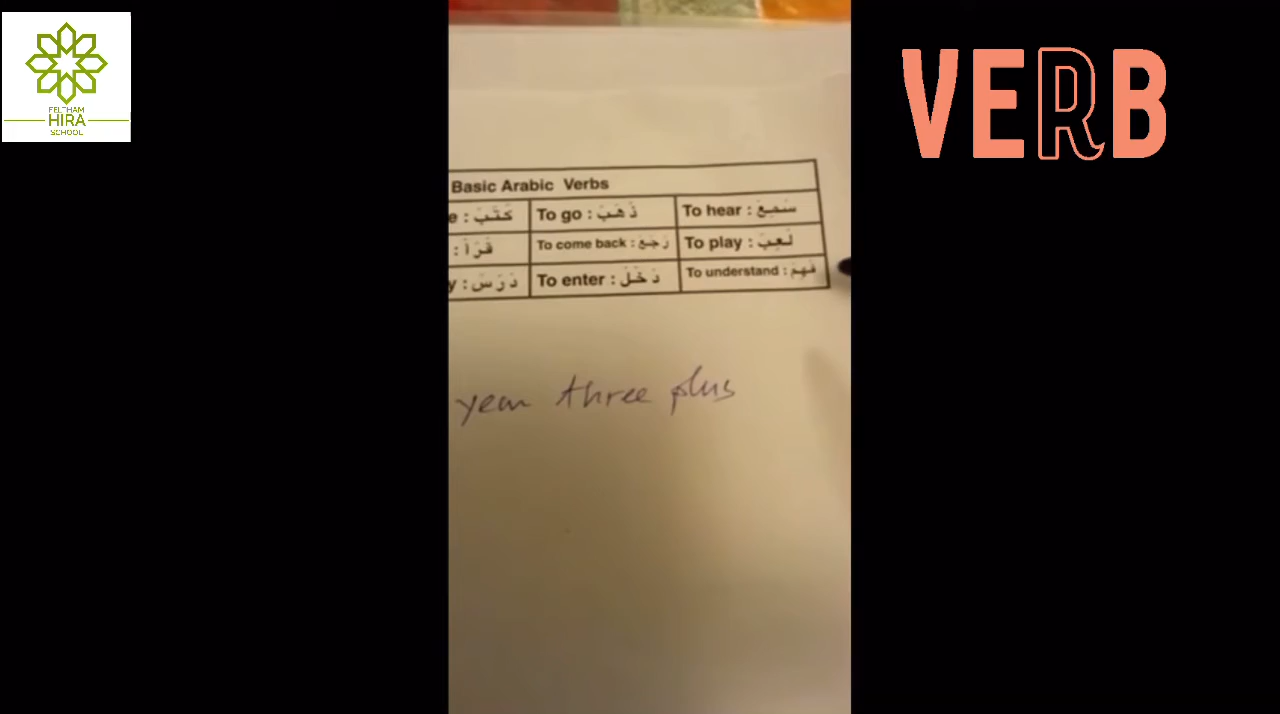 FELTHAM
HIRA
SCHOOL
VERB
Basic Arabic Verbs
e : كَتَبَ To go : ذَهَبَ To hear : سَمِعَ
: قَرَأَ To come back : رَجَعَ To play : لَعِبَ
y : دَرَسَ To enter : دَخَلَ To understand : فَهِمَ
year three plus